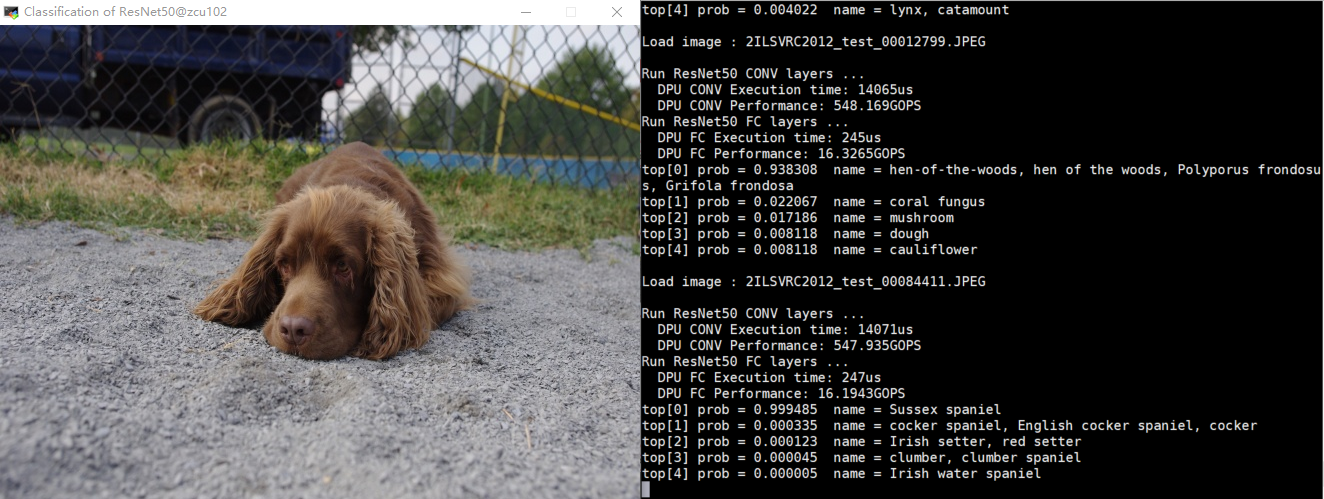 Classification of ResNet50@zcu102
top[4] prob = 0.004022  name = lynx, catamount
Load image : 2ILSVRC2012_test_00012799.JPEG
Run ResNet50 CONV layers ...
  DPU CONV Execution time: 14065us
  DPU CONV Performance: 548.169GOPS
Run ResNet50 FC layers ...
  DPU FC Execution time: 245us
  DPU FC Performance: 16.3265GOPS
top[0] prob = 0.938308  name = hen-of-the-woods, hen of the woods, Polyporus frondosu
s, Grifola frondosa
top[1] prob = 0.022067  name = coral fungus
top[2] prob = 0.017186  name = mushroom
top[3] prob = 0.008118  name = dough
top[4] prob = 0.008118  name = cauliflower
Load image : 2ILSVRC2012_test_00084411.JPEG
Run ResNet50 CONV layers ...
  DPU CONV Execution time: 14071us
  DPU CONV Performance: 547.935GOPS
Run ResNet50 FC layers ...
  DPU FC Execution time: 247us
  DPU FC Performance: 16.1943GOPS
top[0] prob = 0.999485  name = Sussex spaniel
top[1] prob = 0.000335  name = cocker spaniel, English cocker spaniel, cocker
top[2] prob = 0.000123  name = Irish setter, red setter
top[3] prob = 0.000045  name = clumber, clumber spaniel
top[4] prob = 0.000005  name = Irish water spaniel